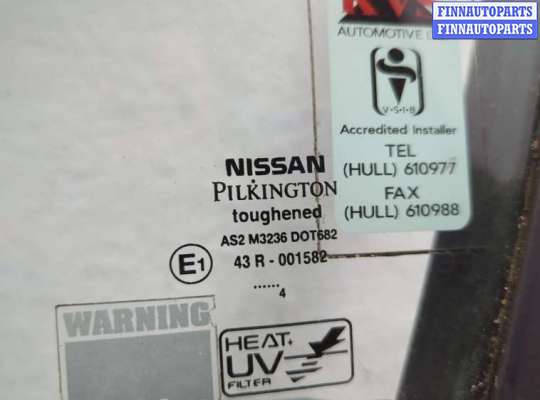 FINNAUTOPARTS
FINNAUTOPARTS
AUTOMOTIVE
V·S·I·B
Accredited Installer
TEL
(HULL) 610977
FAX
(HULL) 610988
NISSAN
PILKINGTON
toughened
AS2 M3236 DOT682
E1
43 R - 001582
......4
WARNING
HEAT+
UV
FILTER